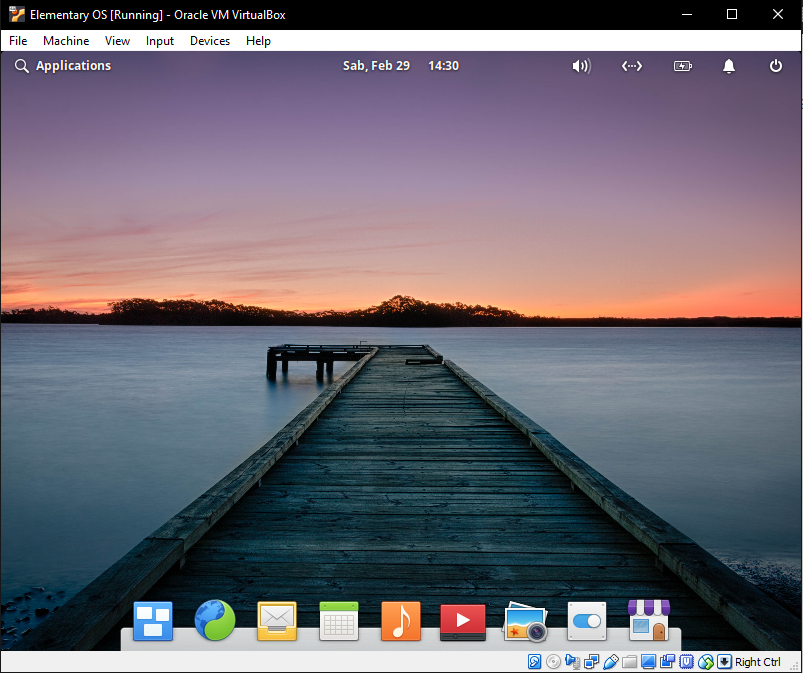 Elementary OS [Running] - Oracle VM VirtualBox
File Machine View Input Devices Help
Applications Sab, Feb 29 14:30
Right Ctrl